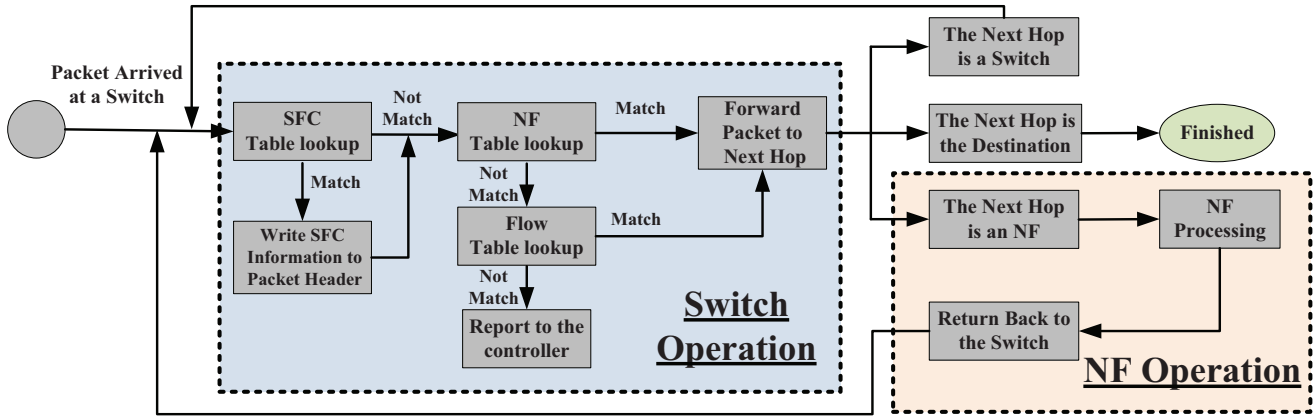 Packet Arrived
at a Switch
SFC
Table lookup
Not
Match
Match
Write SFC
Information to
Packet Header
NF
Table lookup
Match
Not
Match
Flow
Table lookup
Match
Not
Match
Report to the
controller
Forward
Packet to
Next Hop
Switch
Operation
The Next Hop
is a Switch
The Next Hop is
the Destination
Finished
The Next Hop
is an NF
NF
Processing
Return Back to
the Switch
NF Operation